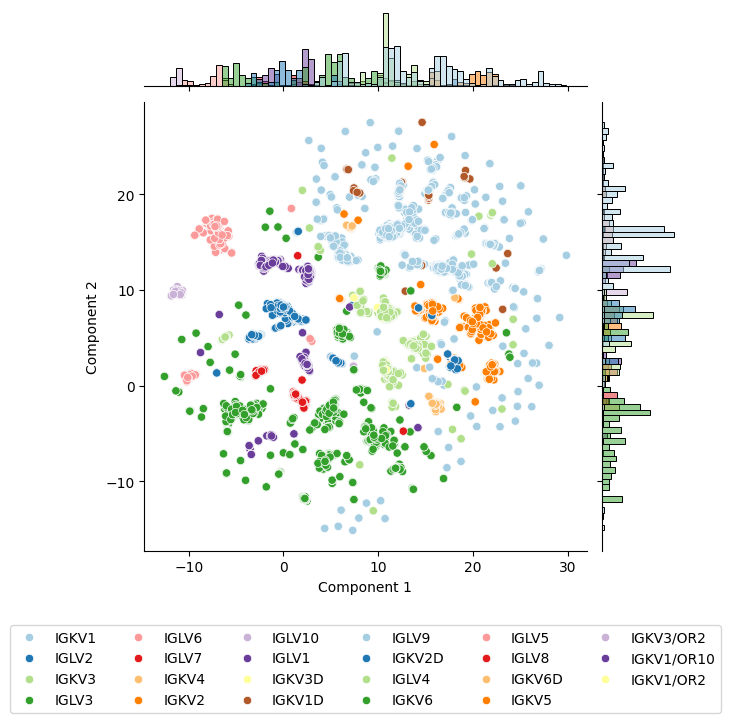 20
10
0
−10
Component 2
−10 0 10 20 30
Component 1
IGKV1 IGLV6 IGLV10 IGLV9 IGLV5 IGKV3/OR2
IGLV2 IGLV7 IGLV1 IGKV2D IGLV8 IGKV1/OR10
IGKV3 IGKV4 IGKV3D IGLV4 IGKV6D IGKV1/OR2
IGLV3 IGKV2 IGKV1D IGKV6 IGKV5